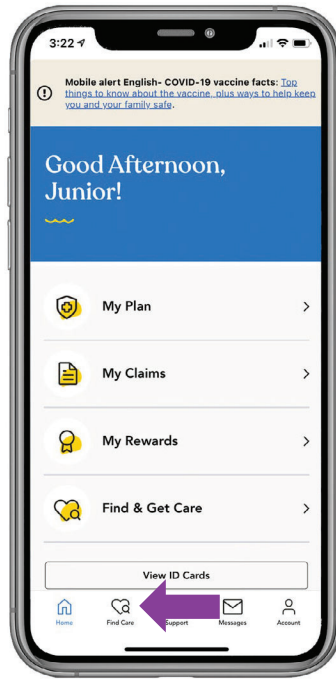 3:22
Mobile alert English- COVID-19 vaccine facts: Top
things to know about the vaccine, plus ways to help keep
you and your family safe.
Good Afternoon,
Junior!
My Plan
My Claims
My Rewards
Find & Get Care
View ID Cards
Home Find Care Support Messages Account